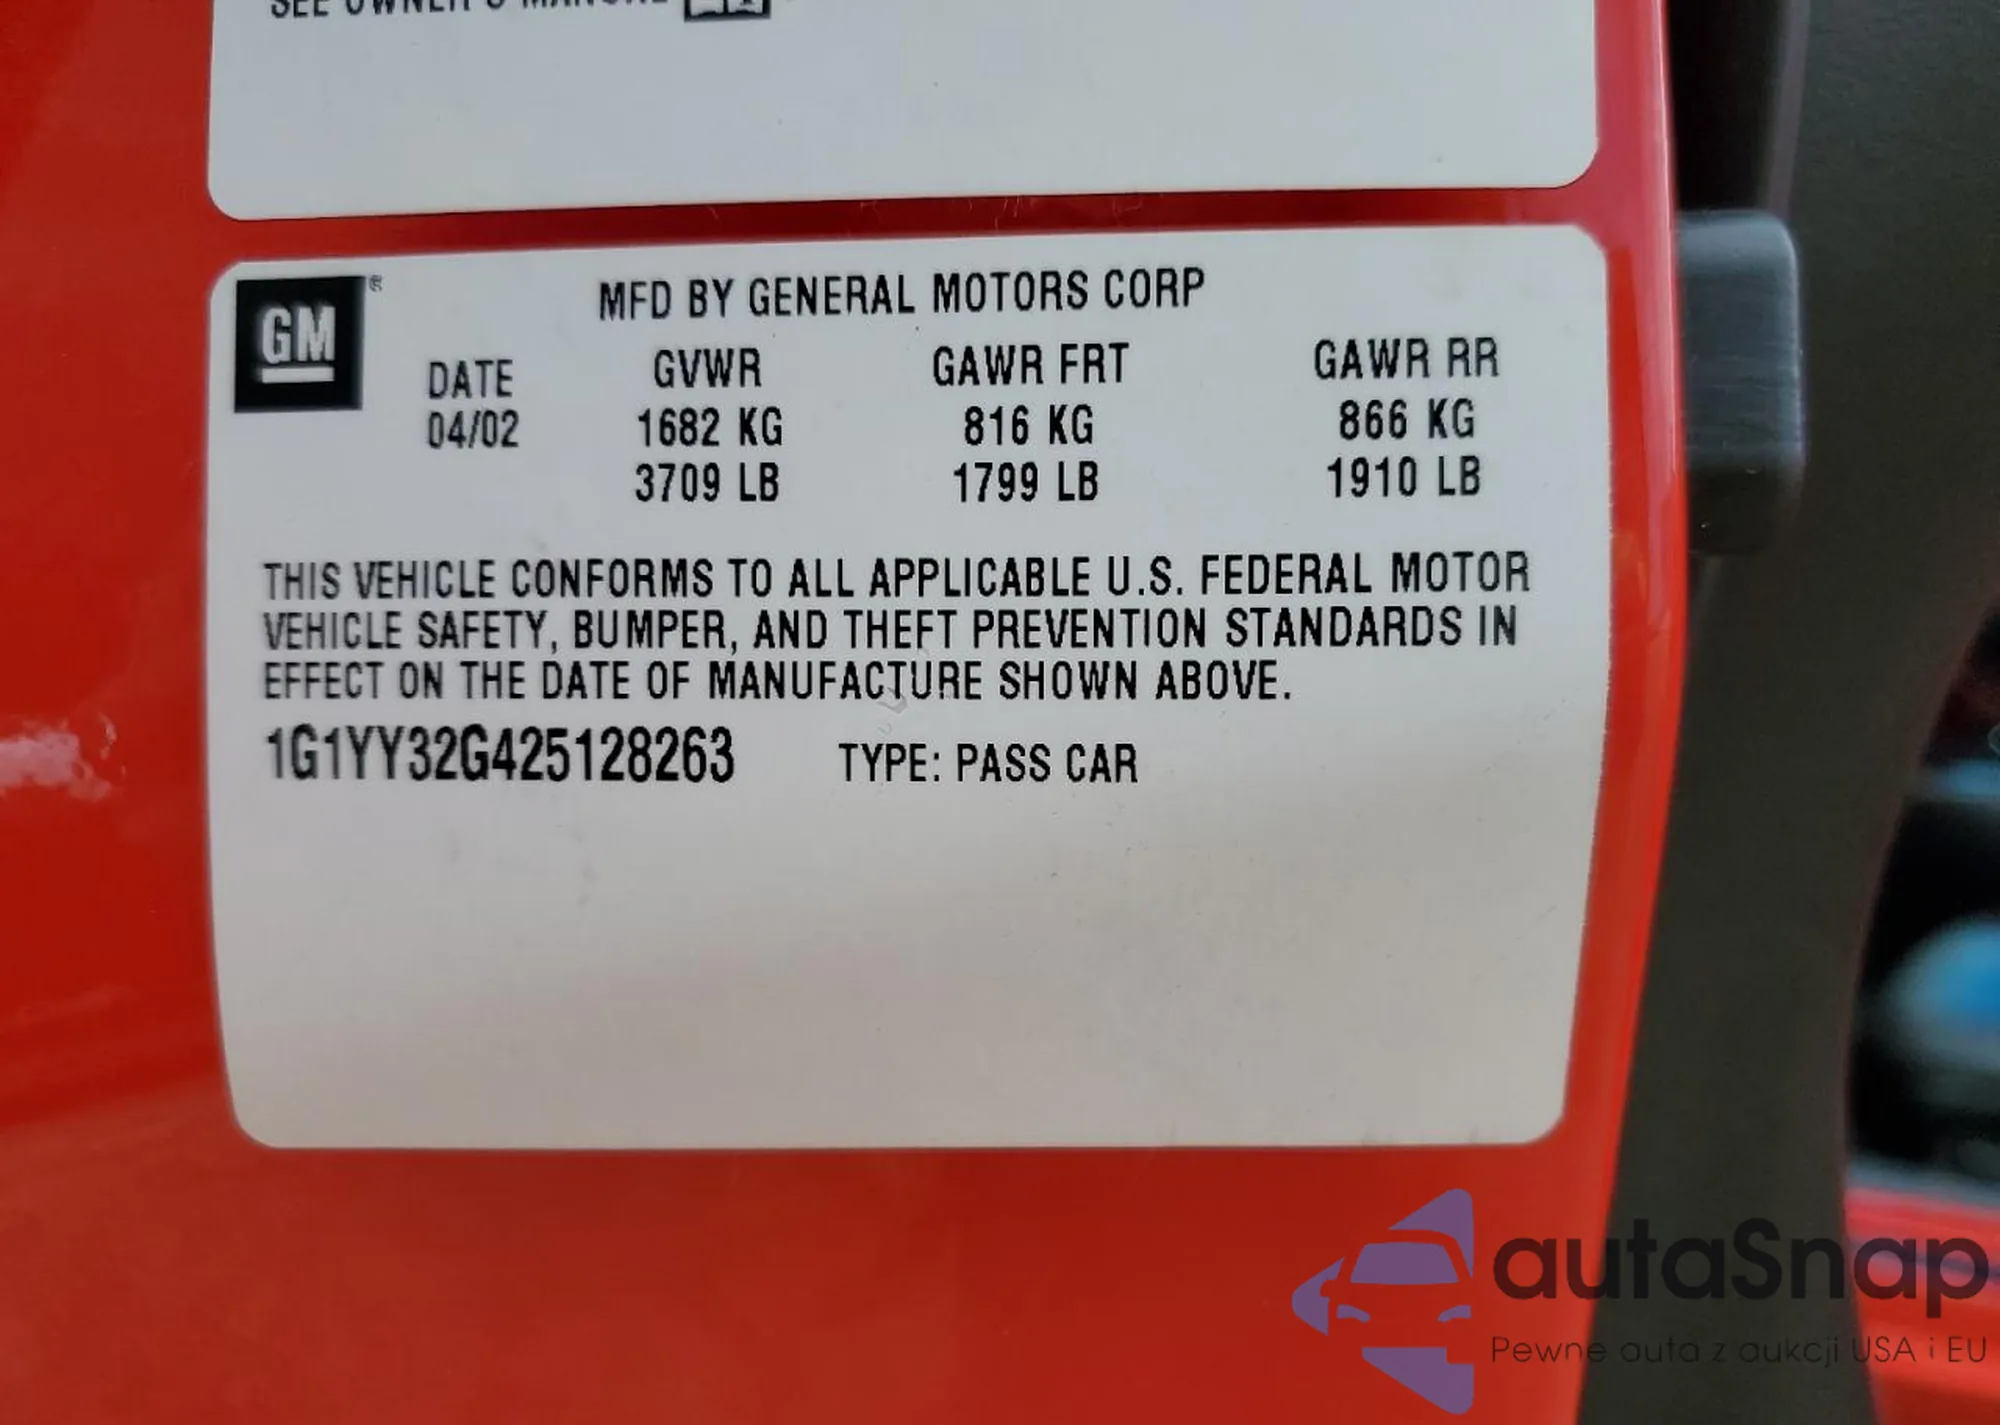 SEE OWNER'S MANUAL
GM®
MFD BY GENERAL MOTORS CORP
DATE GVWR GAWR FRT GAWR RR
04/02 1682 KG 816 KG 866 KG
3709 LB 1799 LB 1910 LB
THIS VEHICLE CONFORMS TO ALL APPLICABLE U.S. FEDERAL MOTOR
VEHICLE SAFETY, BUMPER, AND THEFT PREVENTION STANDARDS IN
EFFECT ON THE DATE OF MANUFACTURE SHOWN ABOVE.
1G1YY32G425128263 TYPE: PASS CAR
autaSnap
Pewne auta z aukcji USA i EU